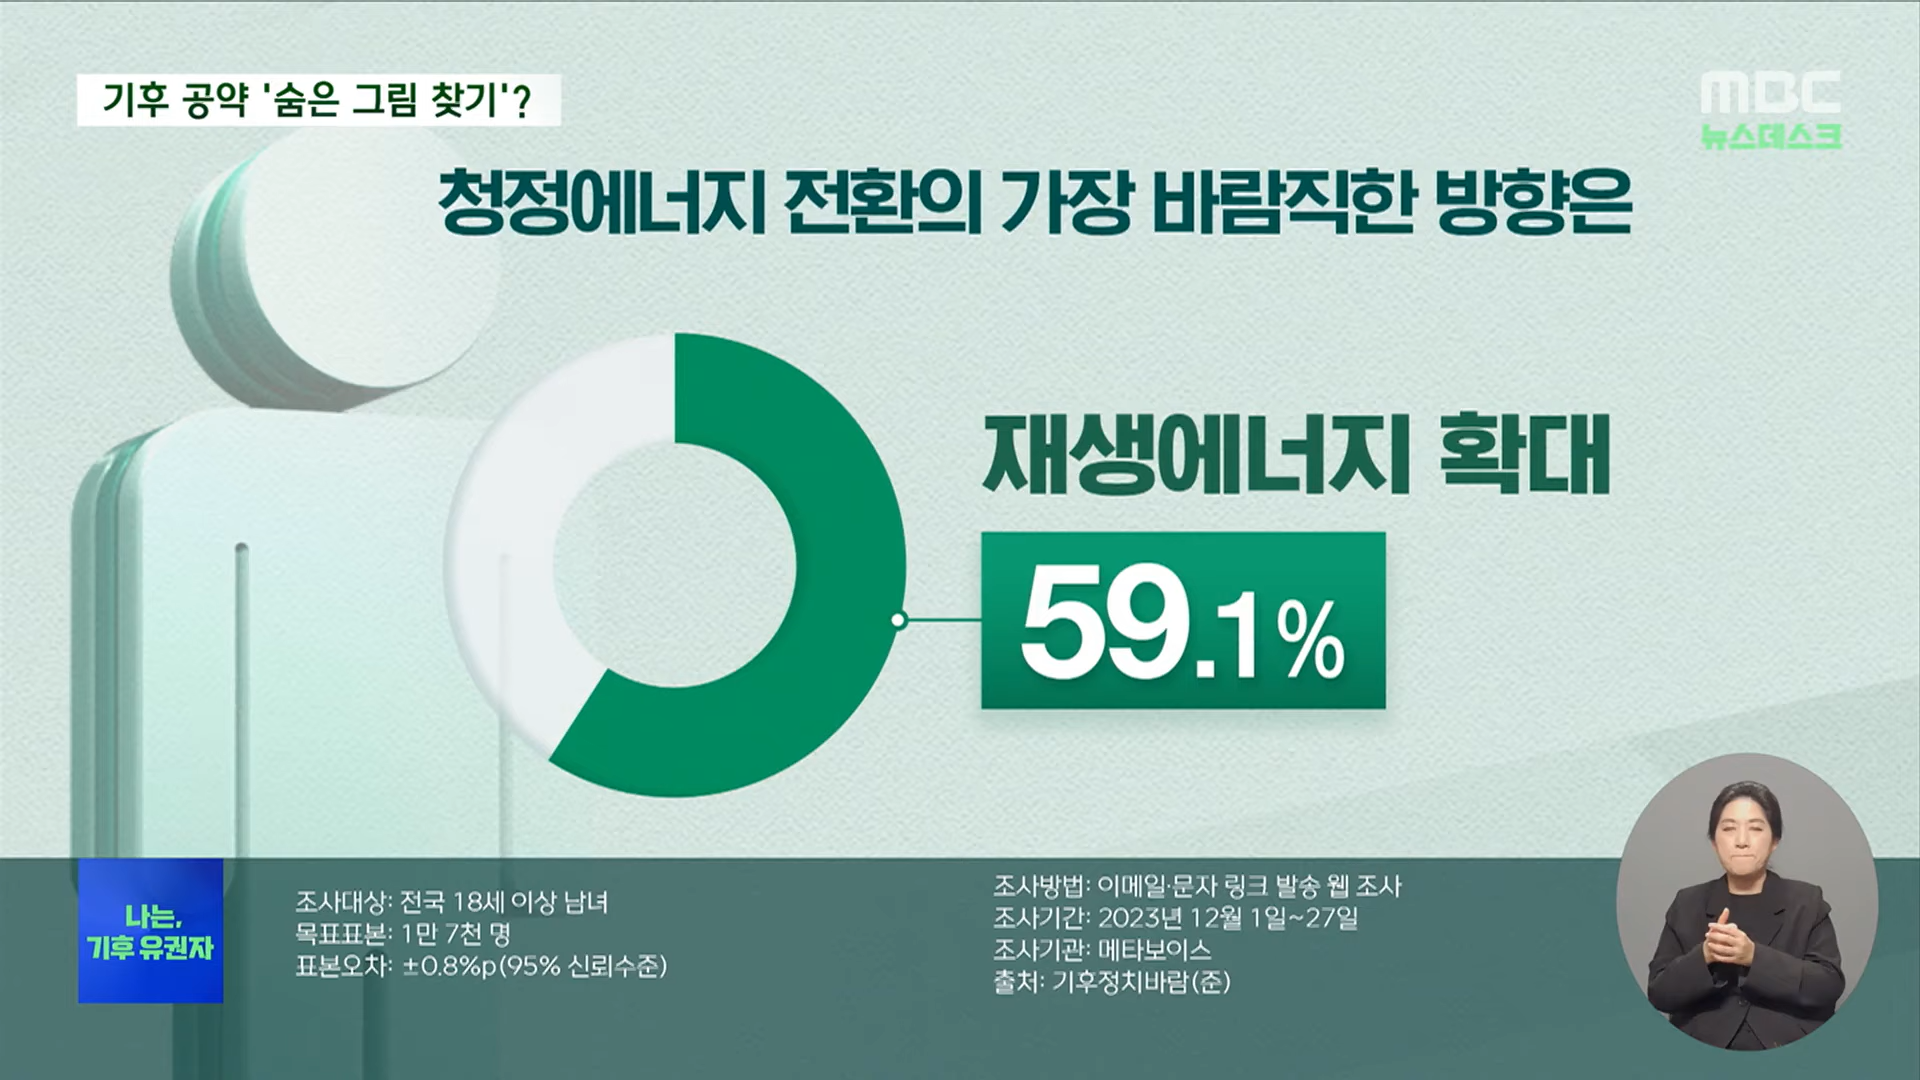 기후 공약 '숨은 그림 찾기'?
MBC
뉴스데스크
청정에너지 전환의 가장 바람직한 방향은
재생에너지 확대
59.1%
나는,
기후 유권자
조사대상: 전국 18세 이상 남녀
목표표본: 1만 7천 명
표본오차: ±0.8%p(95% 신뢰수준)
조사방법: 이메일·문자 링크 발송 웹 조사
조사기간: 2023년 12월 1일~27일
조사기관: 메타보이스
출처: 기후정치바람(준)